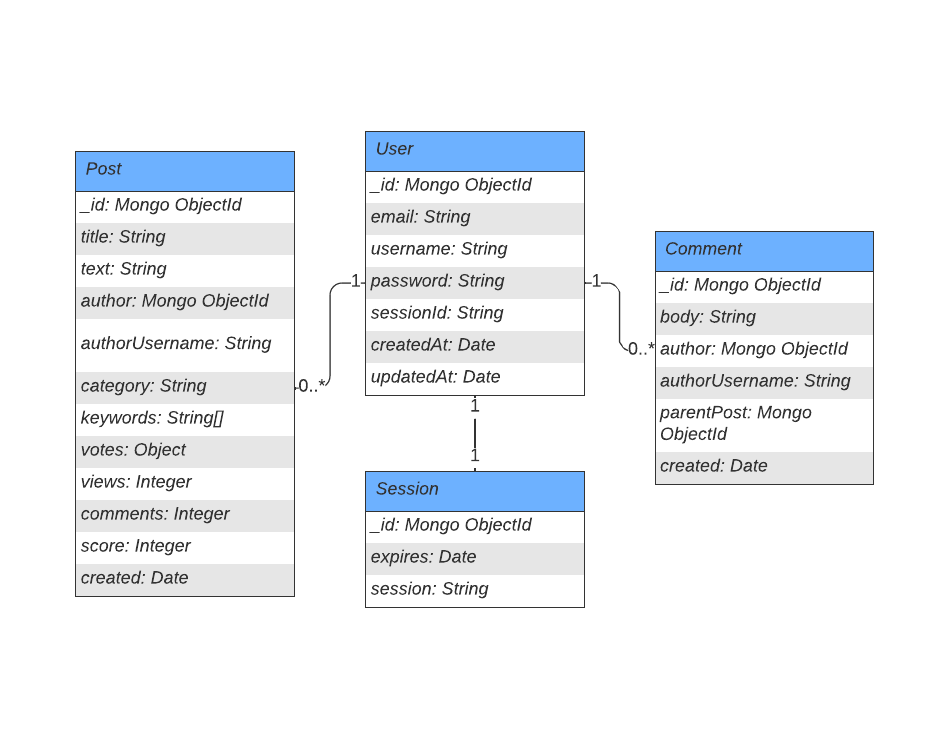 Post
_id: Mongo ObjectId
title: String
text: String
author: Mongo ObjectId
authorUsername: String
category: String
keywords: String[]
votes: Object
views: Integer
comments: Integer
score: Integer
created: Date
0..*
1
User
_id: Mongo ObjectId
email: String
username: String
password: String
sessionId: String
createdAt: Date
updatedAt: Date
1
1
Session
_id: Mongo ObjectId
expires: Date
session: String
1
0..*
Comment
_id: Mongo ObjectId
body: String
author: Mongo ObjectId
authorUsername: String
parentPost: Mongo
ObjectId
created: Date